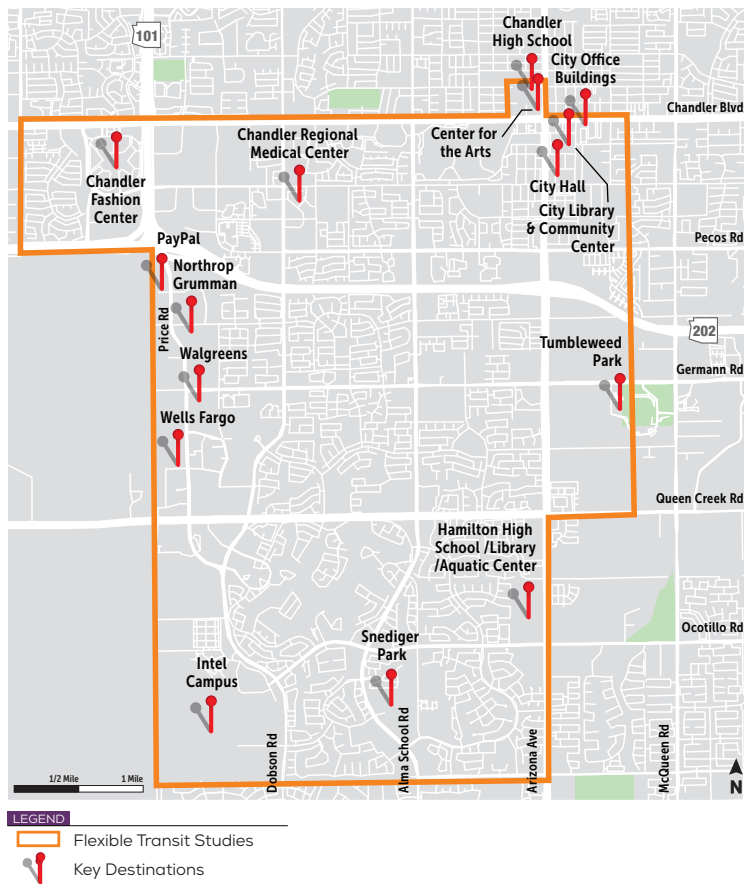 101
Chandler
High School
City Office
Buildings
Chandler Blvd
Center for
the Arts
Chandler Regional
Medical Center
Chandler
Fashion
Center
City Hall
City Library
& Community
Center
PayPal
Pecos Rd
Northrop
Grumman
Price Rd
202
Walgreens
Tumbleweed
Park
Germann Rd
Wells Fargo
Queen Creek Rd
Hamilton High
School /Library
/Aquatic Center
Ocotillo Rd
Snediger
Park
Intel
Campus
Dobson Rd
Alma School Rd
Arizona Ave
McQueen Rd
1/2 Mile
1 Mile
N
LEGEND
Flexible Transit Studies
Key Destinations